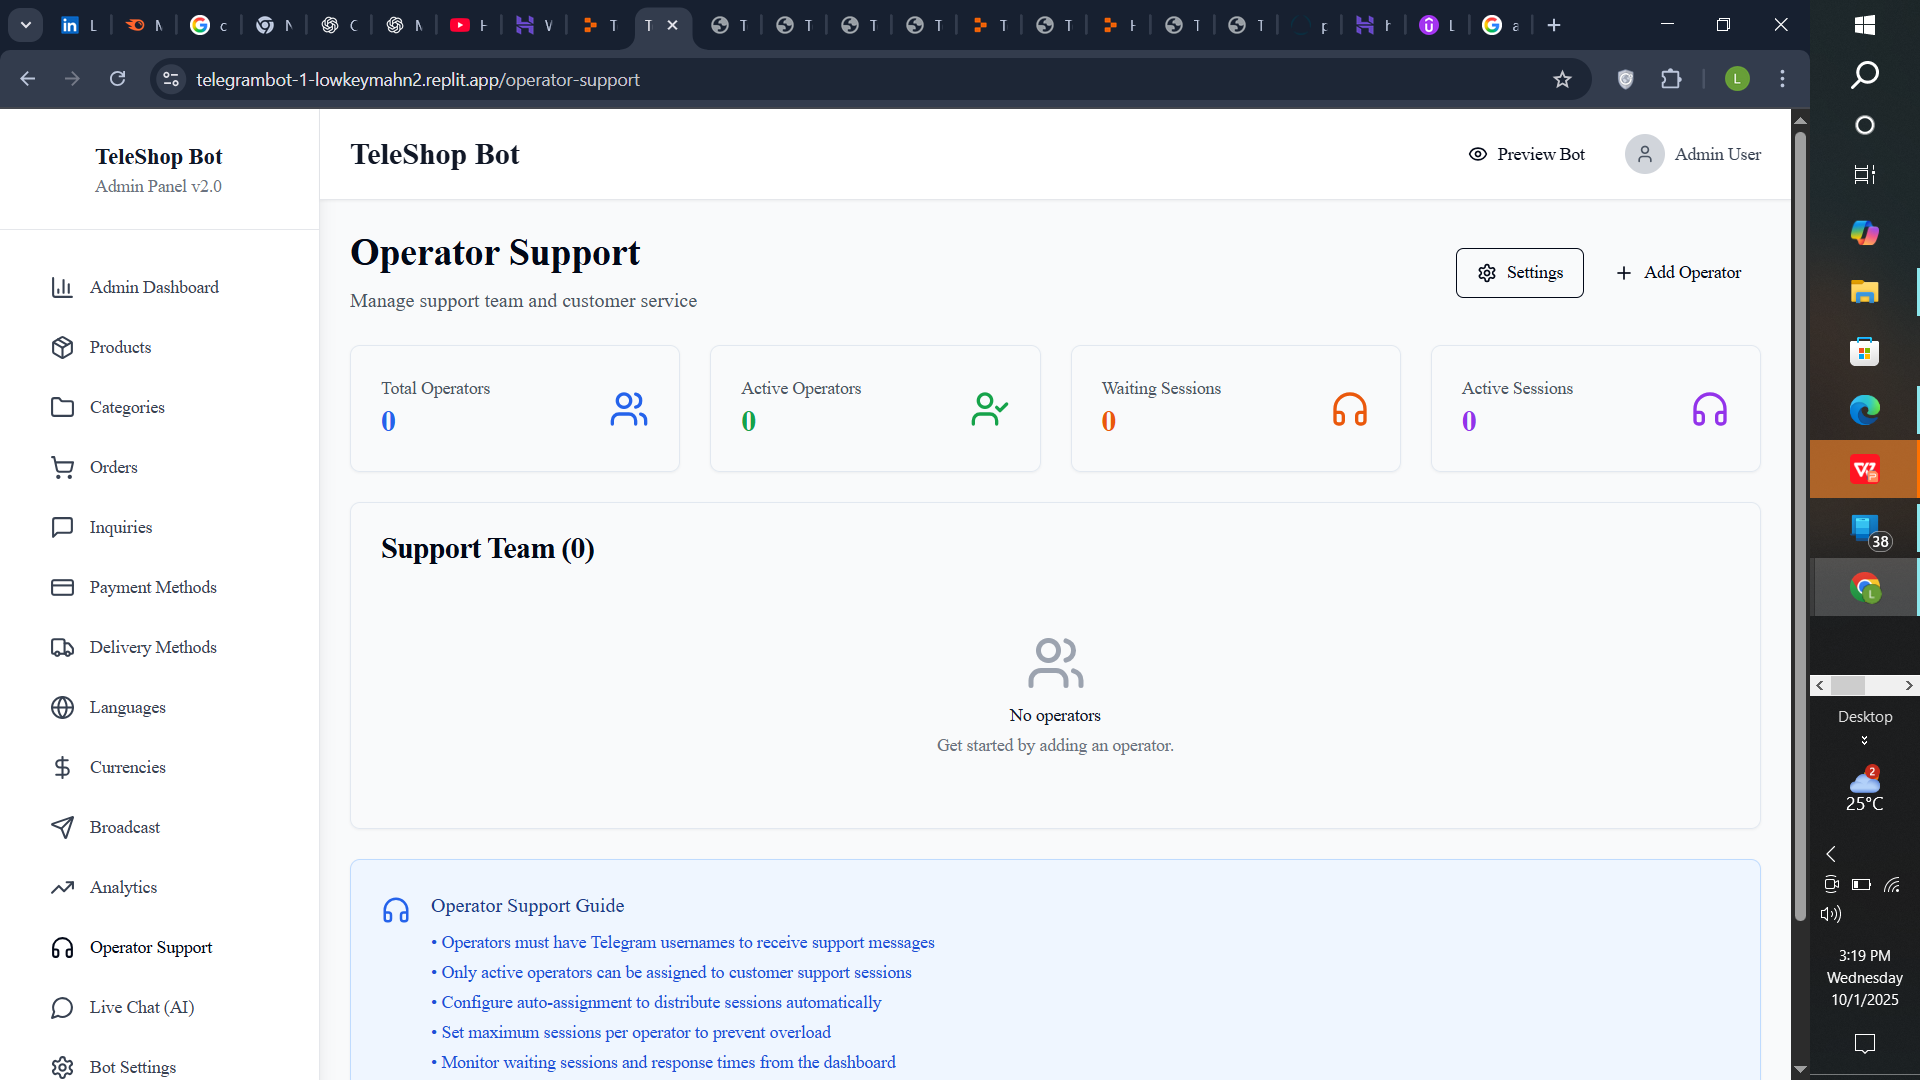 telegrambot-1-lowkeymahn2.replit.app/operator-support
L
TeleShop Bot
Admin Panel v2.0
Admin Dashboard
Products
Categories
Orders
Inquiries
Payment Methods
Delivery Methods
Languages
Currencies
Broadcast
Analytics
Operator Support
Live Chat (AI)
Bot Settings
TeleShop Bot
Preview Bot
Admin User
Operator Support
Manage support team and customer service
Settings
Add Operator
Total Operators
0
Active Operators
0
Waiting Sessions
0
Active Sessions
0
Support Team (0)
No operators
Get started by adding an operator.
Operator Support Guide
• Operators must have Telegram usernames to receive support messages
• Only active operators can be assigned to customer support sessions
• Configure auto-assignment to distribute sessions automatically
• Set maximum sessions per operator to prevent overload
• Monitor waiting sessions and response times from the dashboard
38
L
Desktop
2
25°C
3:19 PM
Wednesday
10/1/2025